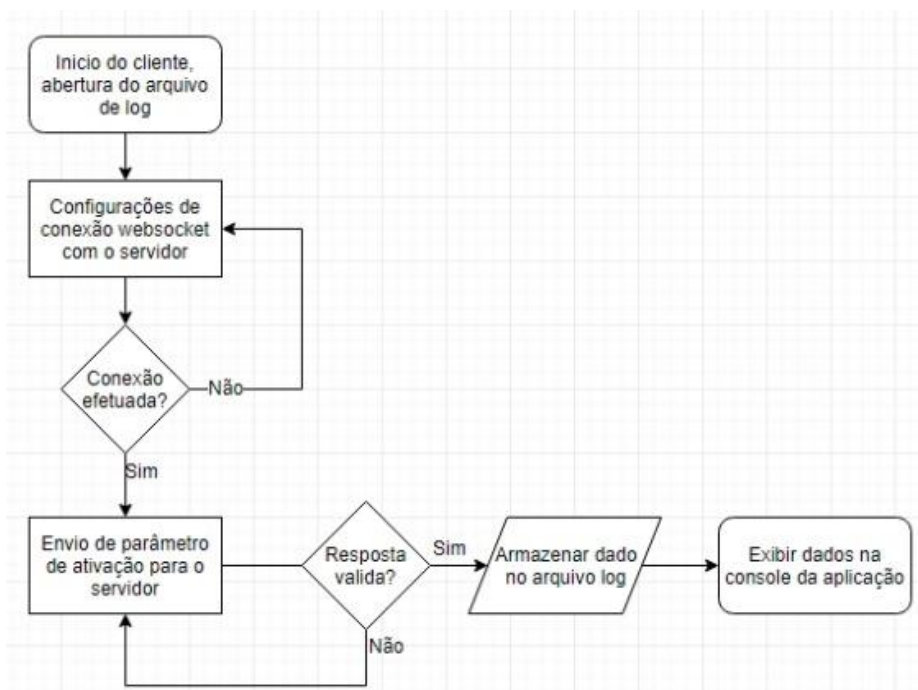 Inicio do cliente,
abertura do arquivo
de log
Configurações de
conexão websocket
com o servidor
Conexão
efetuada?
Não
Sim
Envio de parâmetro
de ativação para o
servidor
Resposta
valida?
Sim
Armazenar dado
no arquivo log
Exibir dados na
console da aplicação
Não